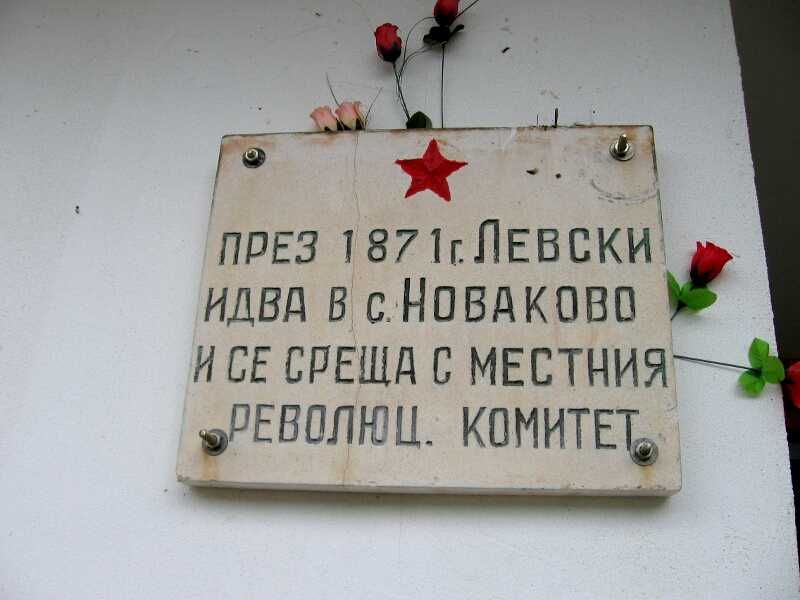 ПРЕЗ 1871г. ЛЕВСКИ
ИДВА В с. НОВАКОВО
И СЕ СРЕЩА С МЕСТНИЯ
РЕВОЛЮЦ. КОМИТЕТ